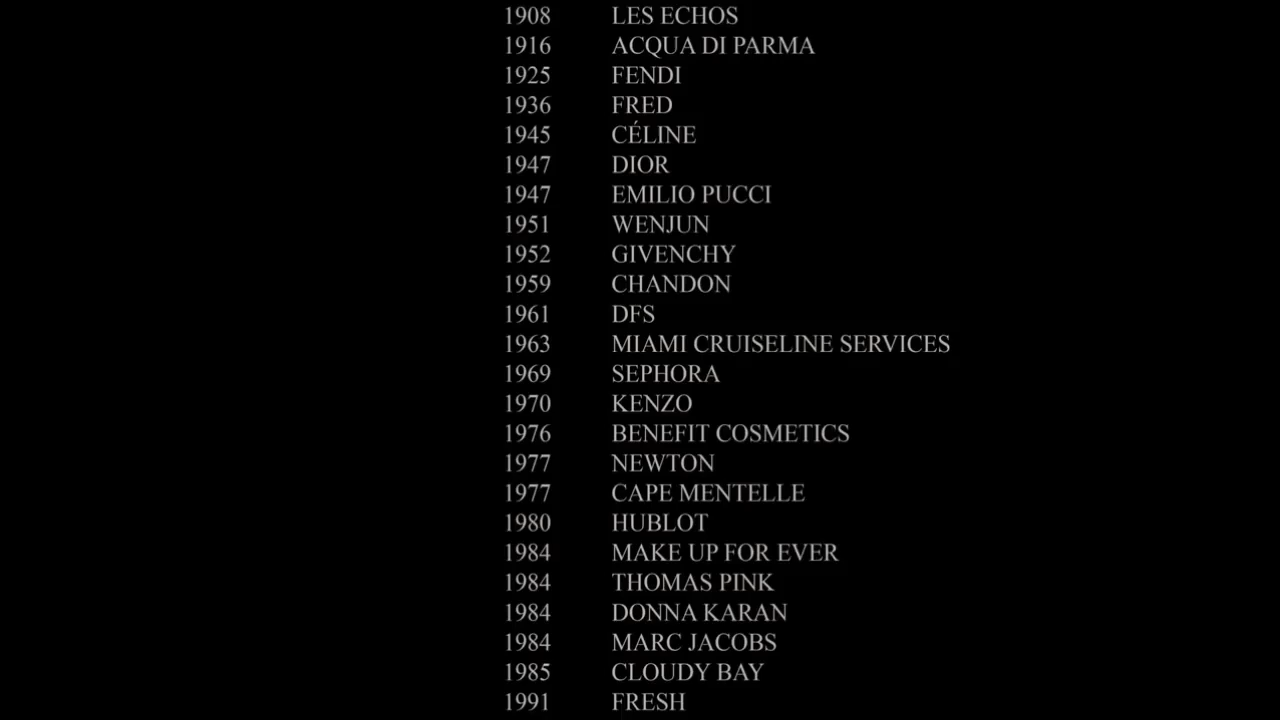 1908 LES ECHOS
1916 ACQUA DI PARMA
1925 FENDI
1936 FRED
1945 CÉLINE
1947 DIOR
1947 EMILIO PUCCI
1951 WENJUN
1952 GIVENCHY
1959 CHANDON
1961 DFS
1963 MIAMI CRUISELINE SERVICES
1969 SEPHORA
1970 KENZO
1976 BENEFIT COSMETICS
1977 NEWTON
1977 CAPE MENTELLE
1980 HUBLOT
1984 MAKE UP FOR EVER
1984 THOMAS PINK
1984 DONNA KARAN
1984 MARC JACOBS
1985 CLOUDY BAY
1991 FRESH